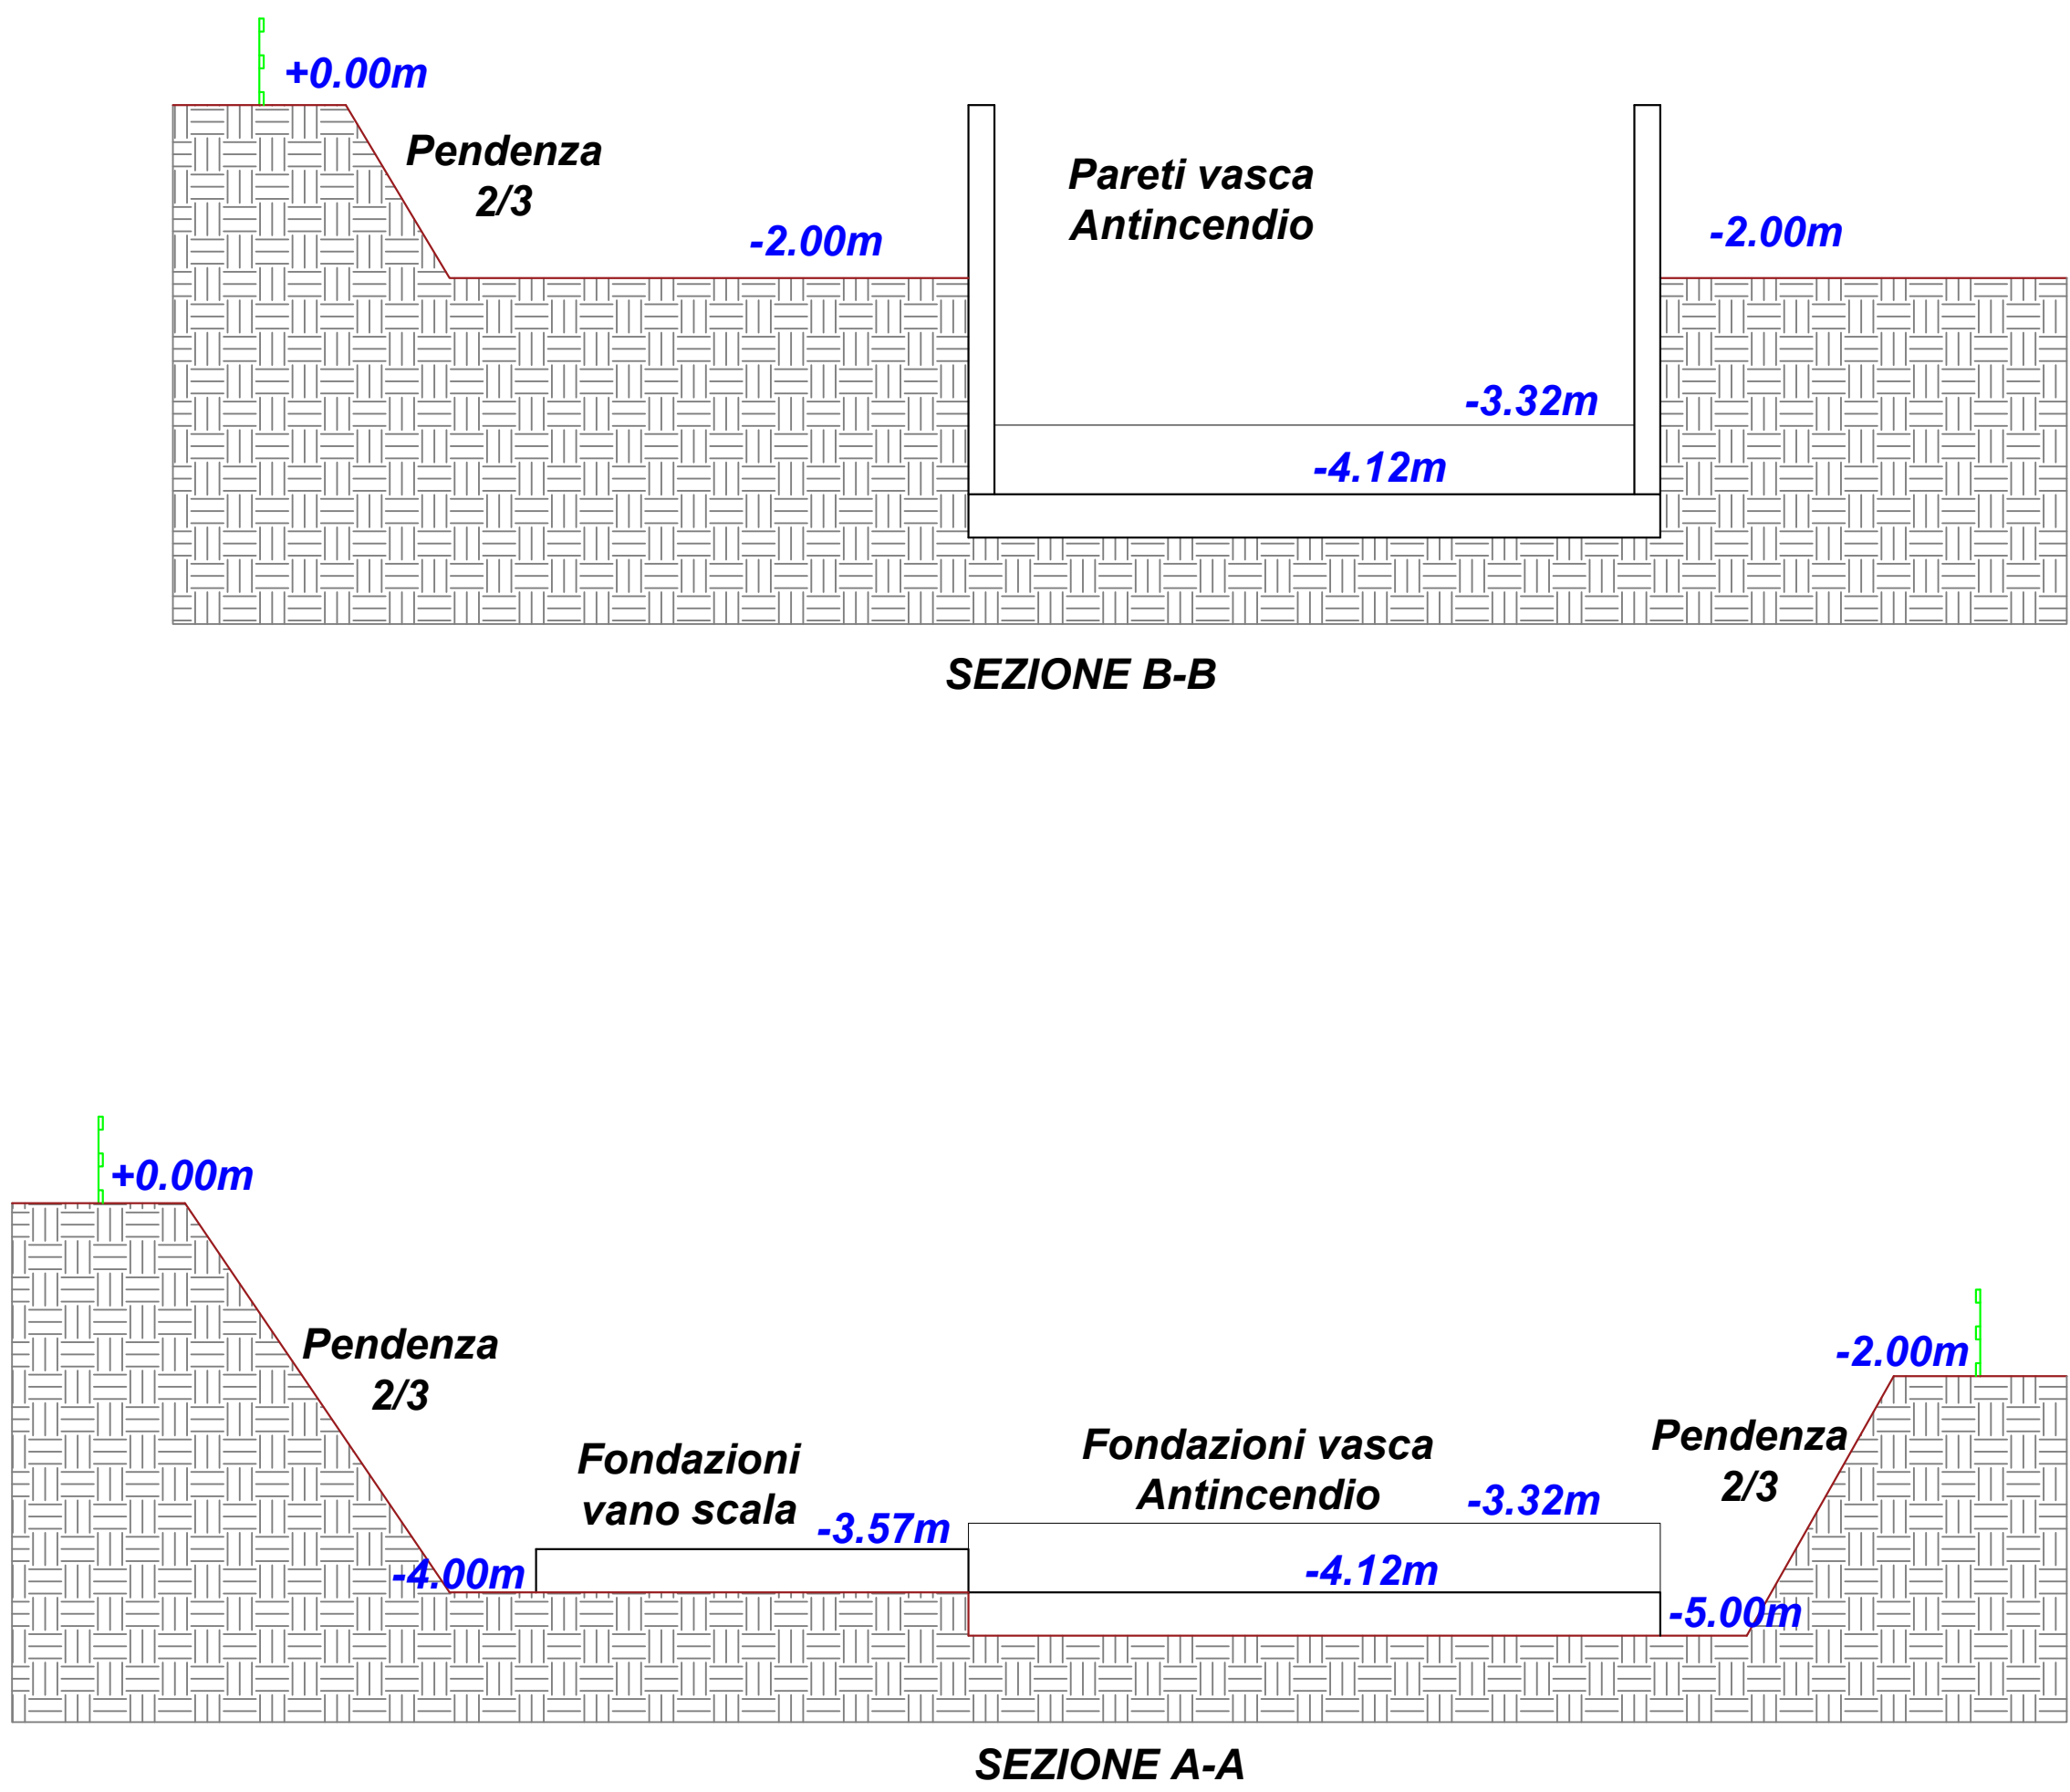 +0.00m
Pendenza
2/3
Pareti vasca
Antincendio
-2.00m
-2.00m
-3.32m
-4.12m
SEZIONE B-B
+0.00m
Pendenza
2/3
-2.00m
Fondazioni
vano scala
Fondazioni vasca
Antincendio
Pendenza
2/3
-3.57m
-3.32m
-4.00m
-4.12m
-5.00m
SEZIONE A-A